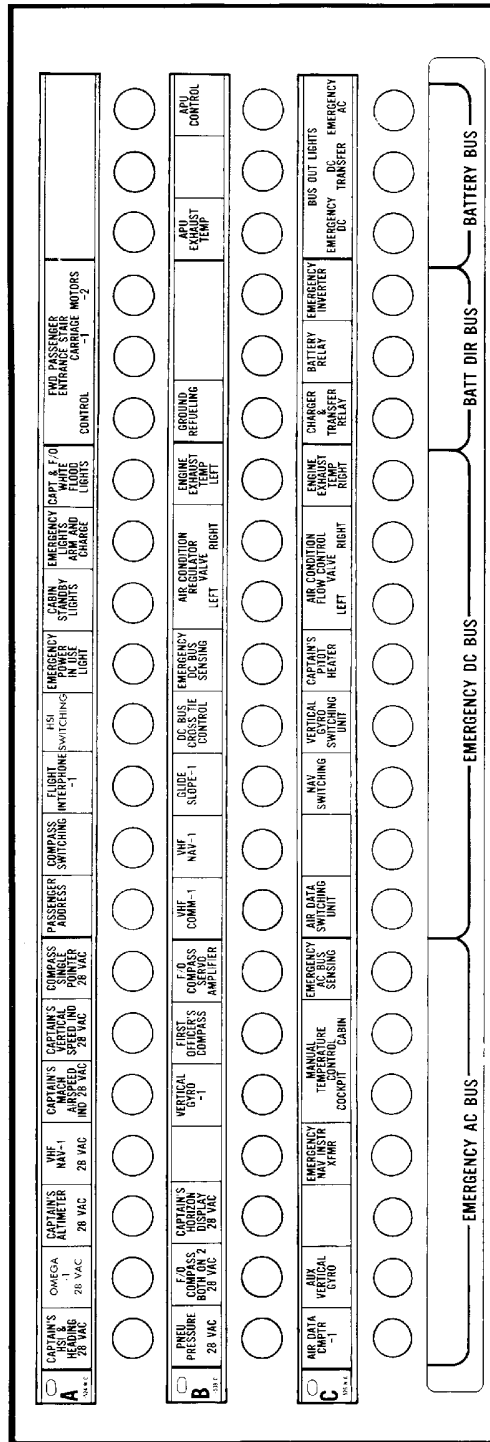 A
CAPTAIN'S
HSI &
HEADING
28 VAC
OMEGA
-1
28 VAC
CAPTAIN'S
ALTIMETER
28 VAC
VHF
NAV-1
28 VAC
CAPTAIN'S
MACH
AIRSPEED
IND 28 VAC
CAPTAIN'S
VERTICAL
SPEED IND
28 VAC
COMPASS
SINGLE
POINTER
28 VAC
PASSENGER
ADDRESS
COMPASS
SWITCHING
FLIGHT
INTERPHONE
-1
HSI
SWITCHING
EMERGENCY
POWER
IN USE
LIGHT
CABIN
STANDBY
LIGHTS
EMERGENCY
LIGHTS
ARM AND
CHARGE
CAPT & F/O
WHITE
FLOOD
LIGHTS
FWD PASSENGER
ENTRANCE STAIR
CARRIAGE MOTORS
CONTROL -1 -2
B
PNEU
PRESSURE
28 VAC
F/O
COMPASS
BOTH ON 2
28 VAC
CAPTAIN'S
HORIZON
DISPLAY
28 VAC
VERTICAL
GYRO
-1
FIRST
OFFICER'S
COMPASS
F/O
COMPASS
SERVO
AMPLIFIER
VHF
COMM-1
VHF
NAV-1
GLIDE
SLOPE-1
DC BUS
CROSS TIE
CONTROL
EMERGENCY
DC BUS
SENSING
AIR CONDITION
REGULATOR
VALVE
LEFT RIGHT
ENGINE
EXHAUST
TEMP
LEFT
GROUND
REFUELING
APU
EXHAUST
TEMP
APU
CONTROL
C
AIR DATA
CMPTR
-1
AUX
VERTICAL
GYRO
EMERGENCY
NAV INSTR
XFMR
MANUAL
TEMPERATURE
CONTROL
COCKPIT CABIN
EMERGENCY
AC BUS
SENSING
AIR DATA
SWITCHING
UNIT
NAV
SWITCHING
VERTICAL
GYRO
SWITCHING
UNIT
CAPTAIN'S
PITOT
HEATER
AIR CONDITION
FLOW CONTROL
VALVE
LEFT RIGHT
ENGINE
EXHAUST
TEMP
RIGHT
CHARGER
&
TRANSFER
RELAY
BATTERY
RELAY
EMERGENCY
INVERTER
BUS OUT LIGHTS
EMERGENCY
DC
DC
TRANSFER
EMERGENCY
AC
EMERGENCY AC BUS
EMERGENCY DC BUS
BATT DIR BUS
BATTERY BUS